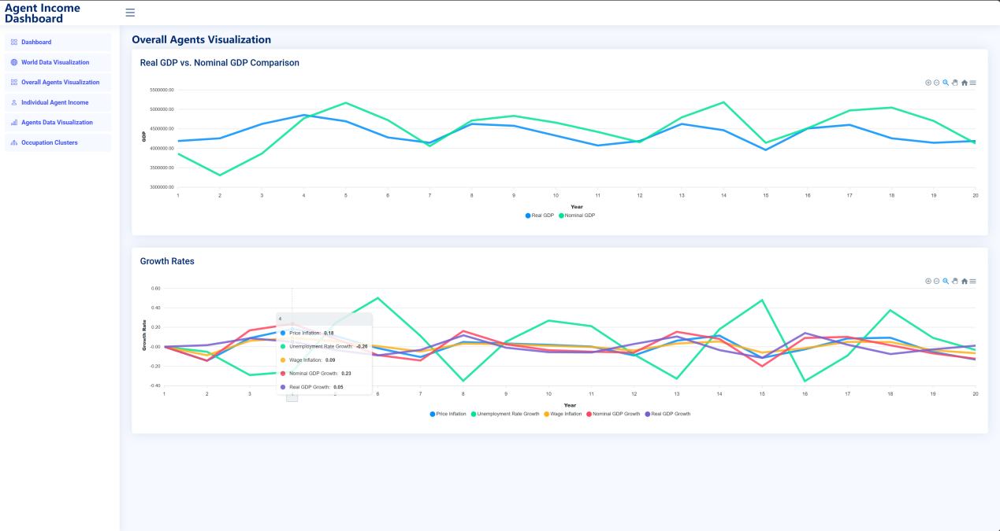 Agent Income
Dashboard
Dashboard
World Data Visualization
Overall Agents Visualization
Individual Agent Income
Agents Data Visualization
Occupation Clusters
Overall Agents Visualization
Real GDP vs. Nominal GDP Comparison
5500000.00
5000000.00
4500000.00
4000000.00
3500000.00
3000000.00
GDP
1 2 3 4 5 6 7 8 9 10 11 12 13 14 15 16 17 18 19 20
Year
Real GDP Nominal GDP
Growth Rates
0.60
0.40
0.20
-0.00
-0.20
-0.40
Growth Rate
4
Price Inflation: 0.18
Unemployment Rate Growth: -0.26
Wage Inflation: 0.09
Nominal GDP Growth: 0.23
Real GDP Growth: 0.05
1 2 3 4 5 6 7 8 9 10 11 12 13 14 15 16 17 18 19 20
Year
Price Inflation Unemployment Rate Growth Wage Inflation Nominal GDP Growth Real GDP Growth